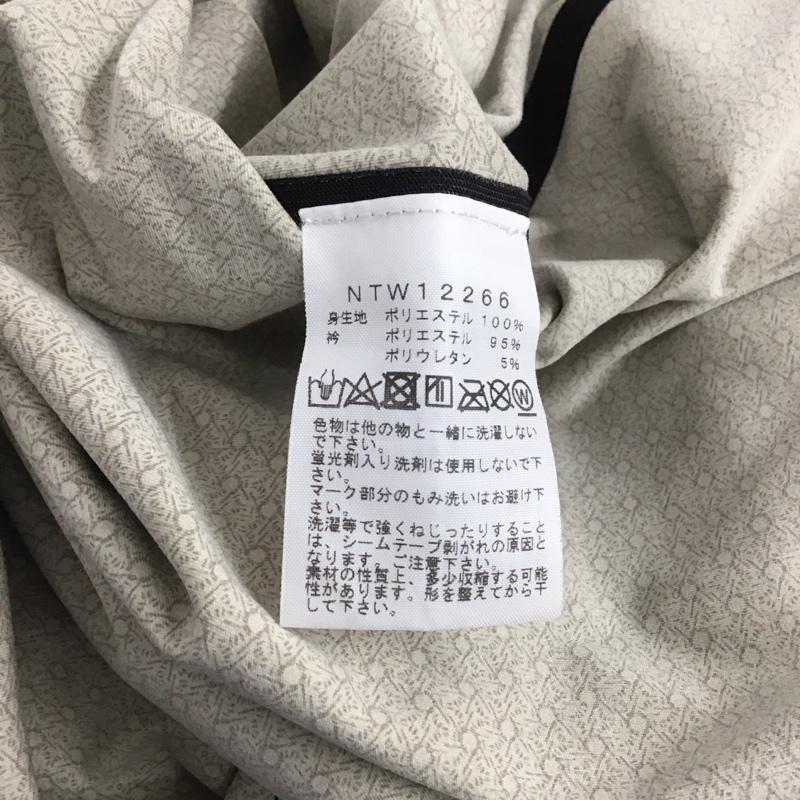 NTW12266
身生地 ポリエステル 100%
衿 ポリエステル 95%
ポリウレタン 5%
W
色物は他の物と一緒に洗濯しない
で下さい。
蛍光剤入り洗剤は使用しないで下
さい。
マーク部分のもみ洗いはお避け下
さい。
洗濯等で強くねじったりすること
は、シームテープ剥がれの原因と
なります。ご注意下さい。
素材の性質上、多少収縮する可能
性があります。形を整えてから干
して下さい。